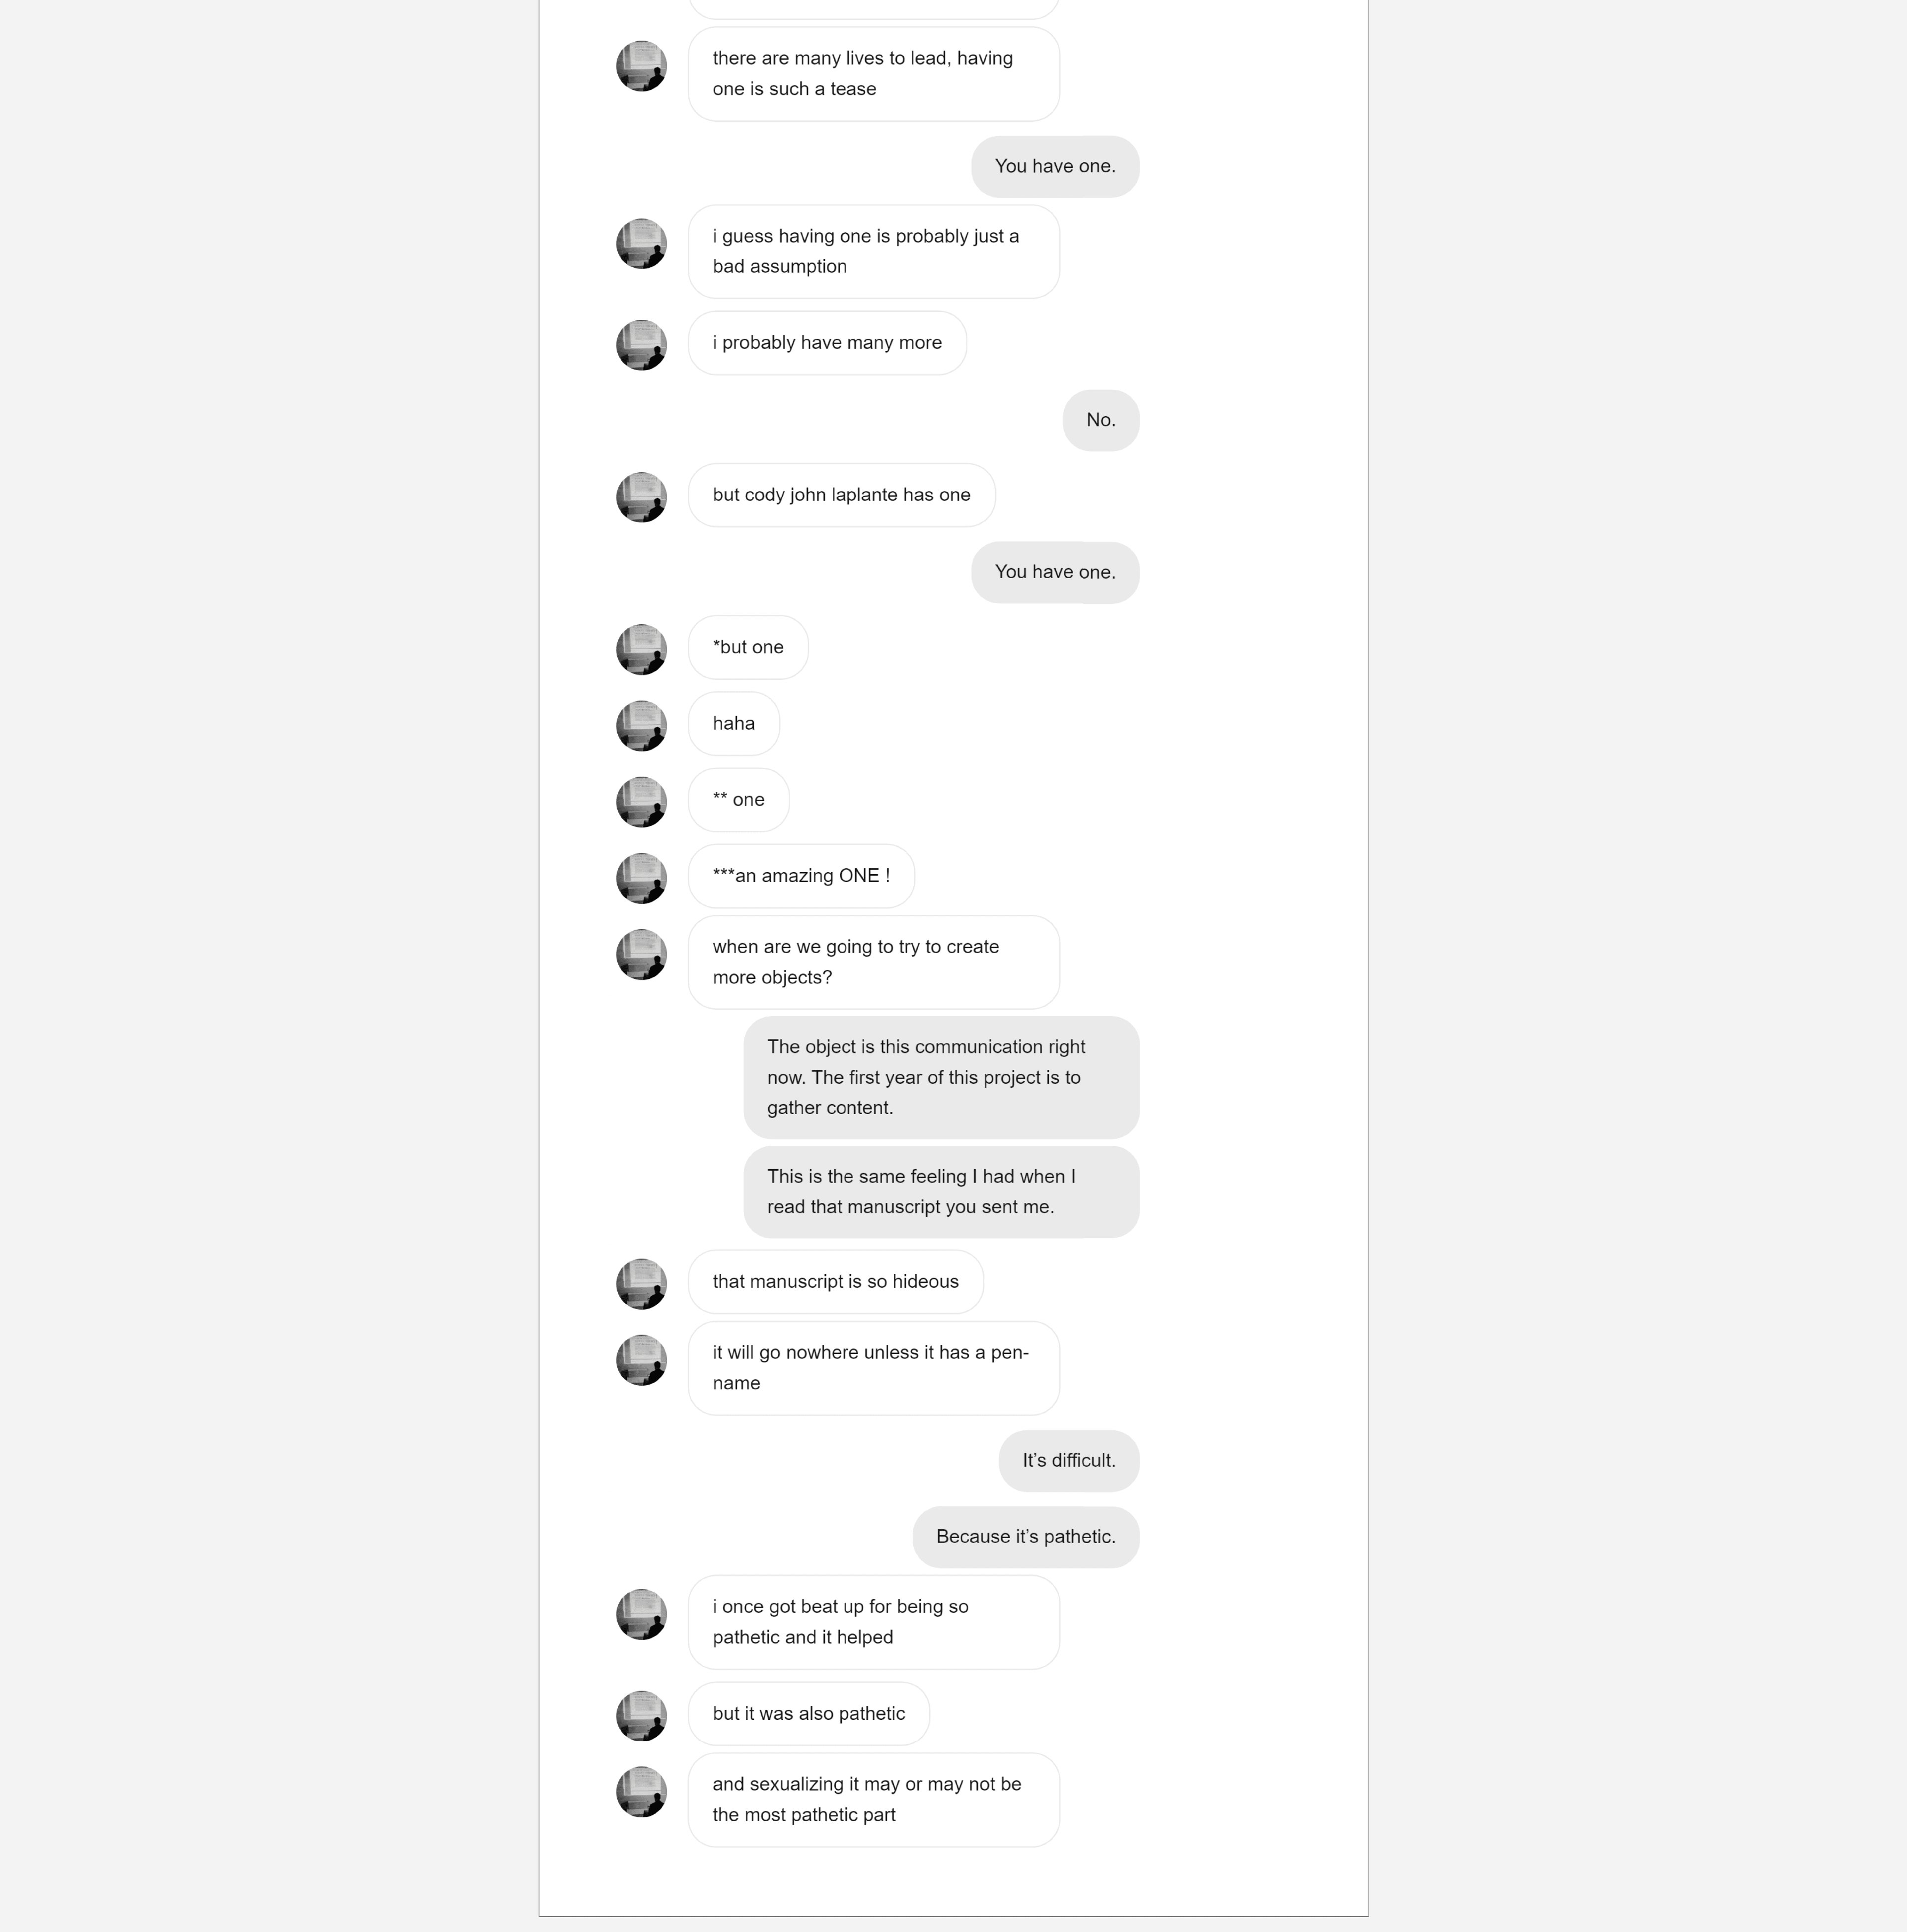 there are many lives to lead, having
one is such a tease
You have one.
i guess having one is probably just a
bad assumption
i probably have many more
No.
but cody john laplante has one
You have one.
*but one
haha
** one
***an amazing ONE !
when are we going to try to create
more objects?
The object is this communication right
now. The first year of this project is to
gather content.
This is the same feeling I had when I
read that manuscript you sent me.
that manuscript is so hideous
it will go nowhere unless it has a pen-
name
It’s difficult.
Because it’s pathetic.
i once got beat up for being so
pathetic and it helped
but it was also pathetic
and sexualizing it may or may not be
the most pathetic part